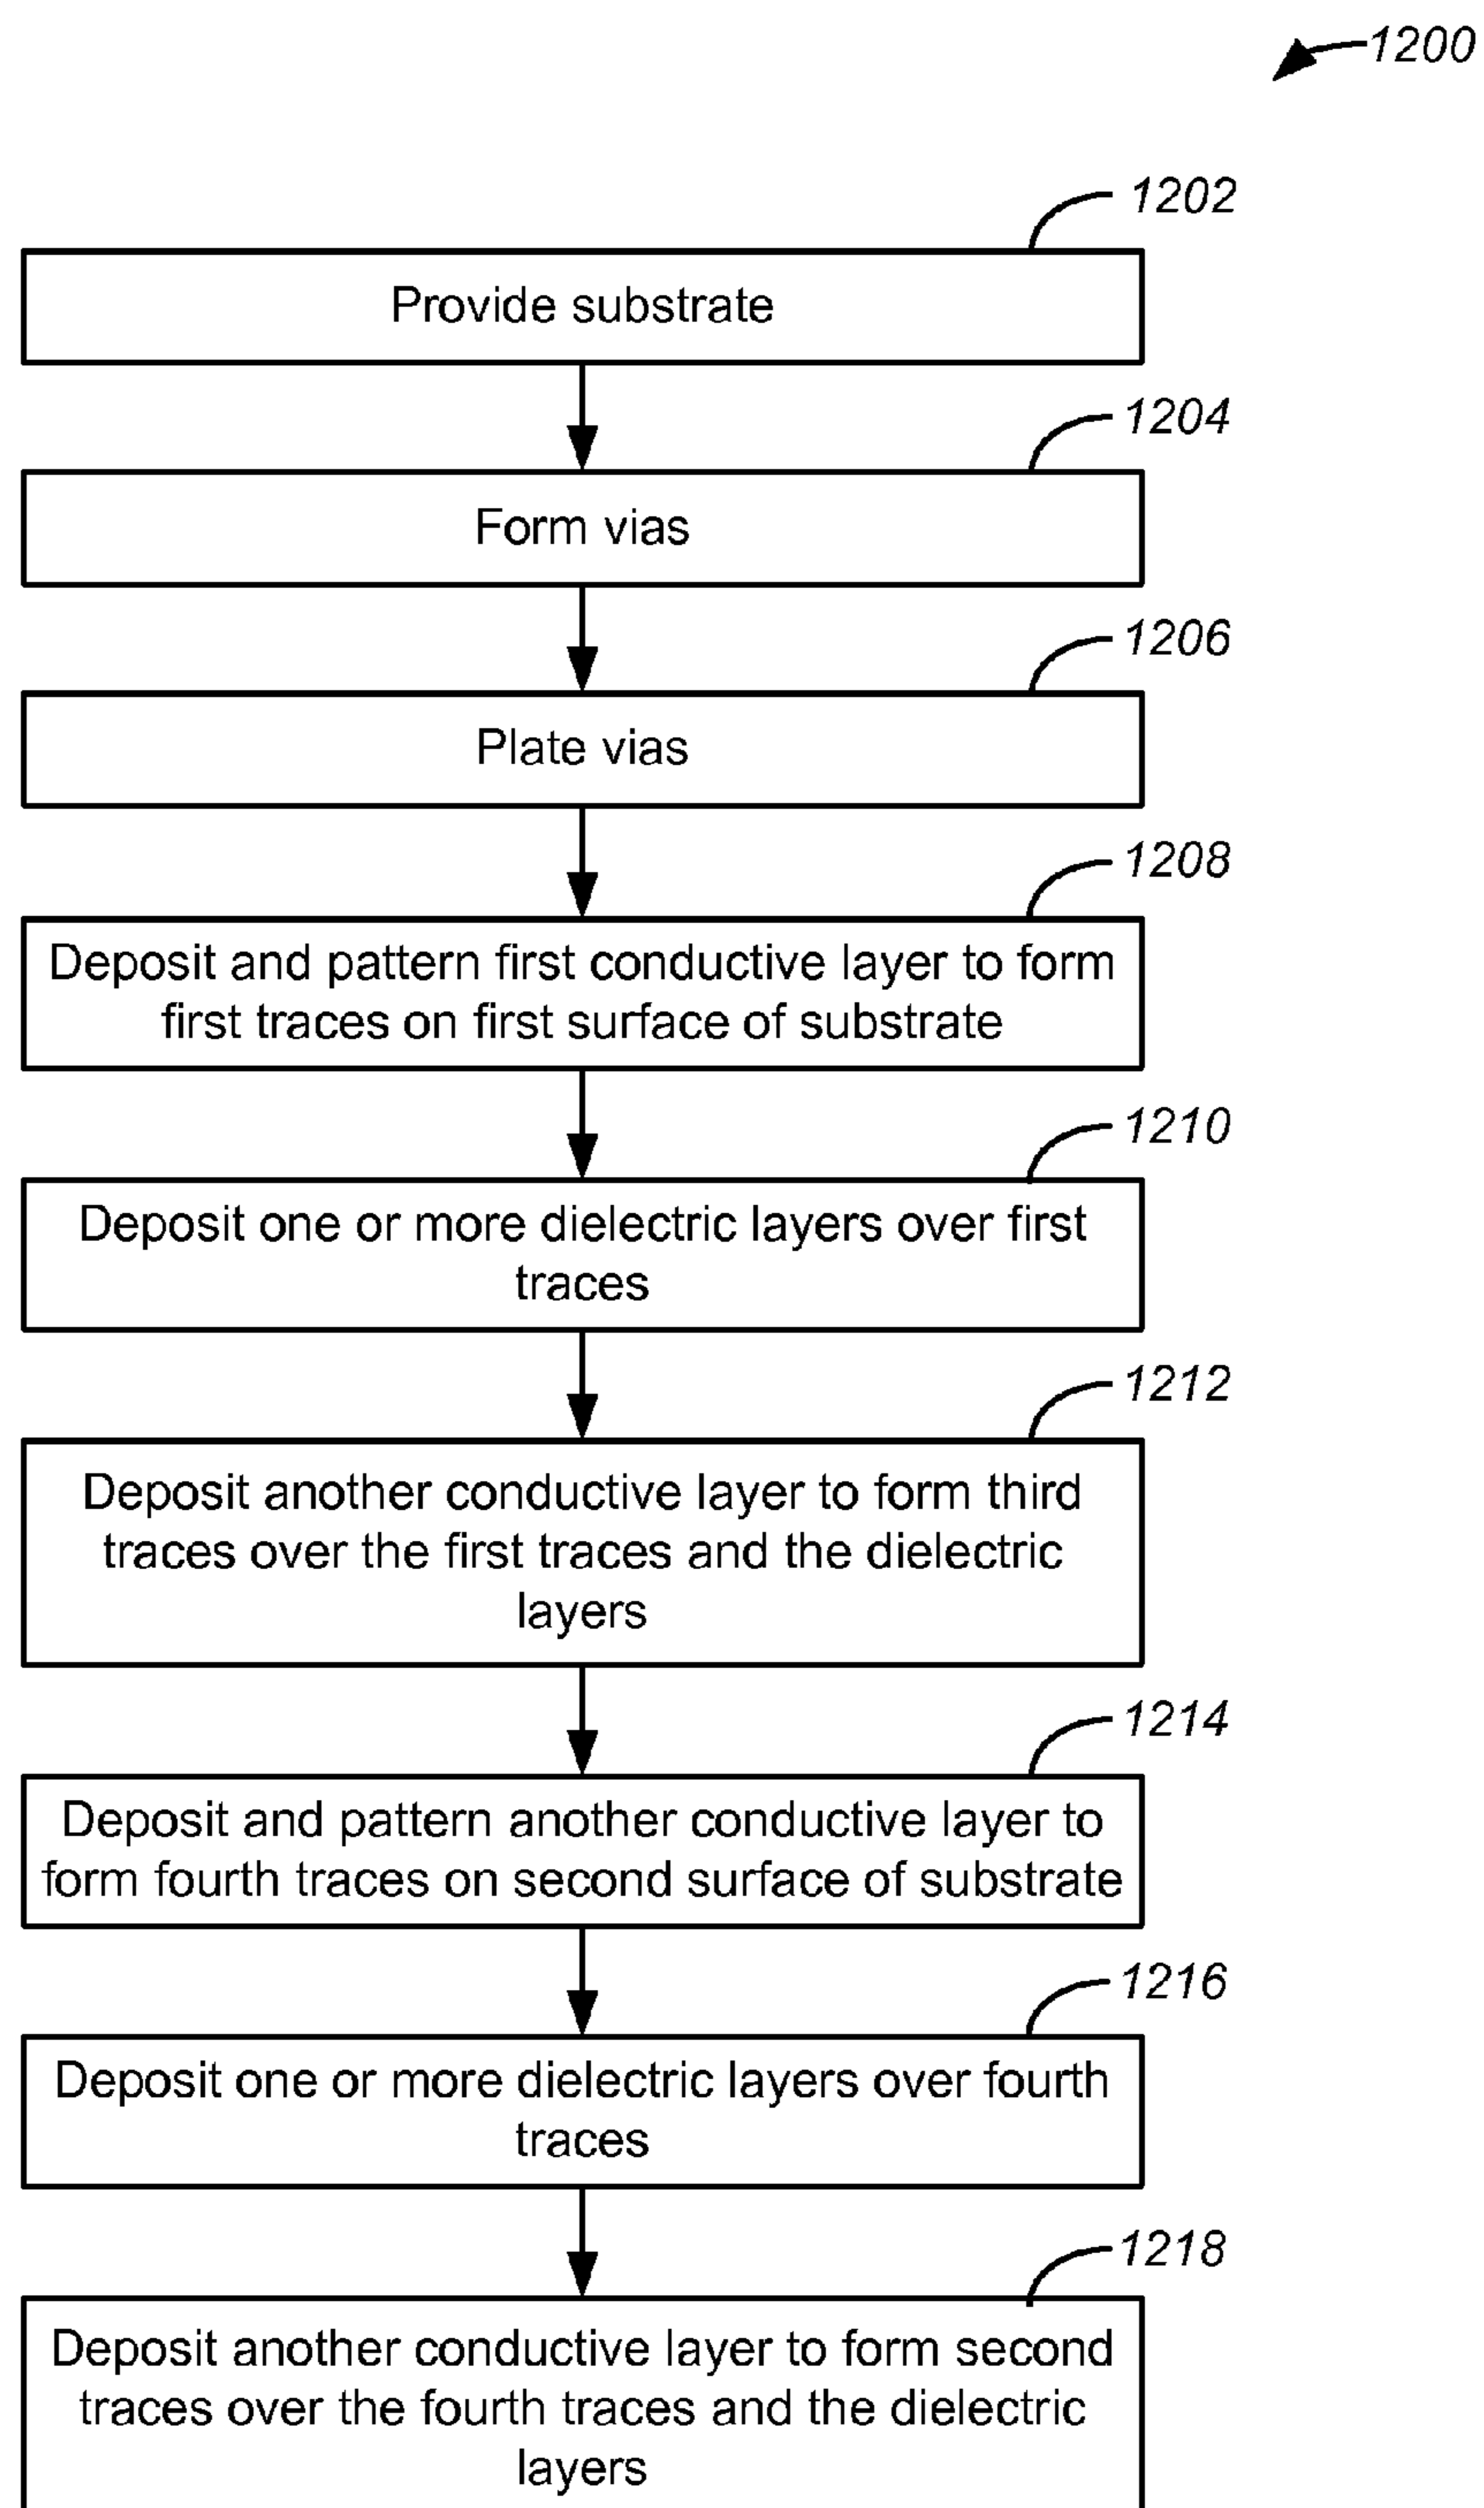 1200
1202
Provide substrate
1204
Form vias
1206
Plate vias
1208
Deposit and pattern first conductive layer to form
first traces on first surface of substrate
1210
Deposit one or more dielectric layers over first
traces
1212
Deposit another conductive layer to form third
traces over the first traces and the dielectric
layers
1214
Deposit and pattern another conductive layer to
form fourth traces on second surface of substrate
1216
Deposit one or more dielectric layers over fourth
traces
1218
Deposit another conductive layer to form second
traces over the fourth traces and the dielectric
layers